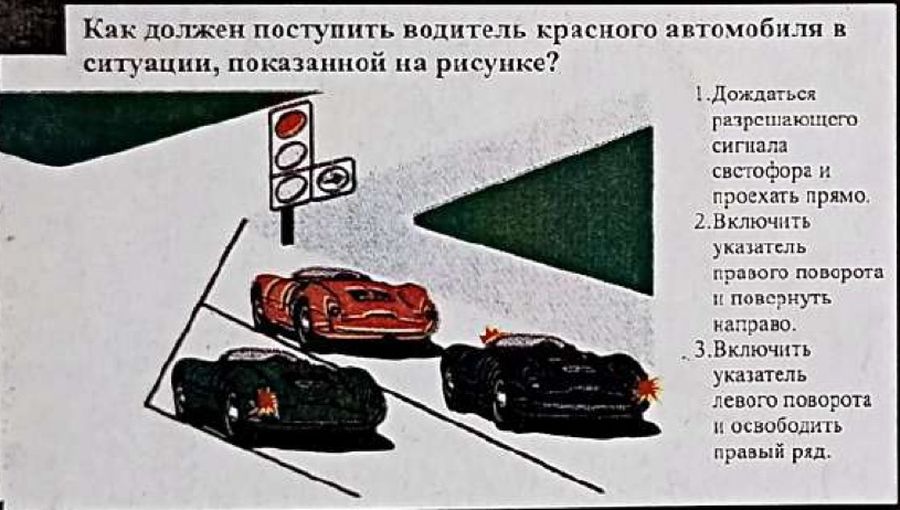 Как должен поступить водитель красного автомобиля в
ситуации, показанной на рисунке?
1.Дождаться
разрешающего
сигнала
светофора и
проехать прямо.
2.Включить
указатель
правого поворота
и повернуть
направо.
3.Включить
указатель
левого поворота
и освободить
правый ряд.